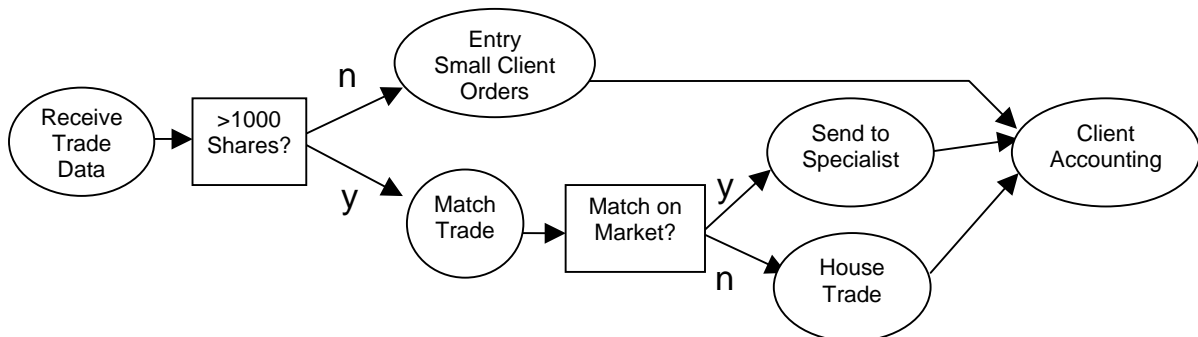 Receive
Trade
Data
>1000
Shares?
n
Entry
Small Client
Orders
y
Match
Trade
Match on
Market?
y
Send to
Specialist
n
House
Trade
Client
Accounting